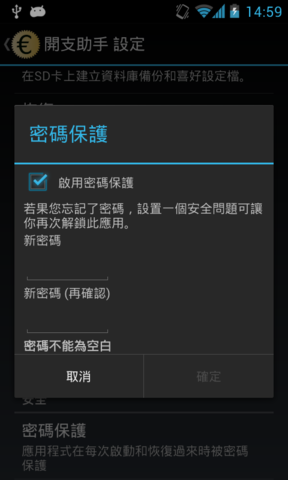 14:59
開支助手 設定
在SD卡上建立資料庫備份和喜好設定檔。
密碼保護
啟用密碼保護
若果您忘記了密碼，設置一個安全問題可讓
你再次解鎖此應用。
新密碼
新密碼 (再確認)
密碼不能為空白
取消
確定
安全
密碼保護
應用程式在每次啟動和恢復過來時被密碼
保護